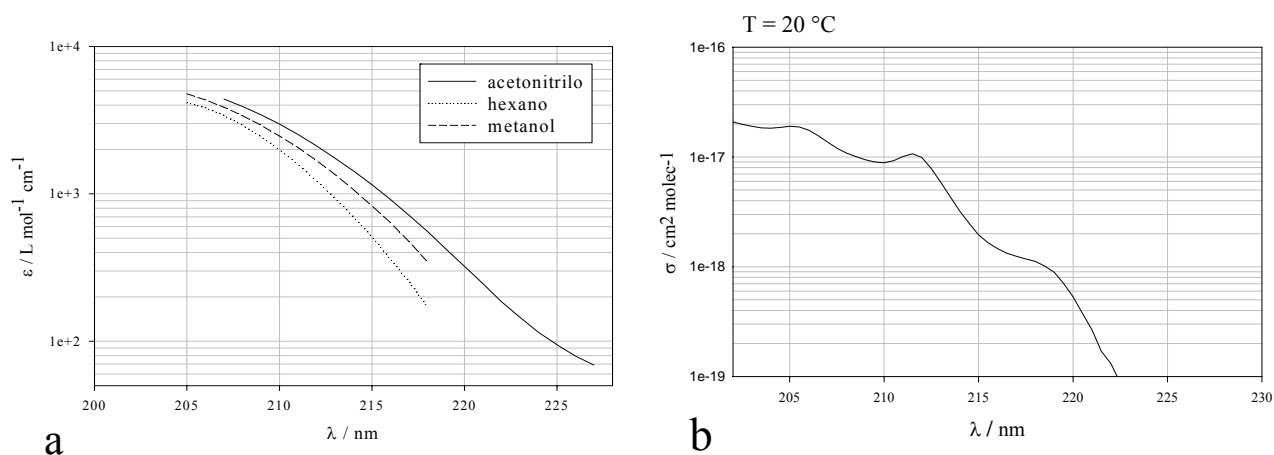 1e+4
1e+3
1e+2
ε / L mol-1 cm-1
acetonitrilo
hexano
metanol
200 205 210 215 220 225
λ / nm
a
T = 20 °C
1e-16
1e-17
1e-18
1e-19
σ / cm2 molec-1
205 210 215 220 225 230
λ / nm
b